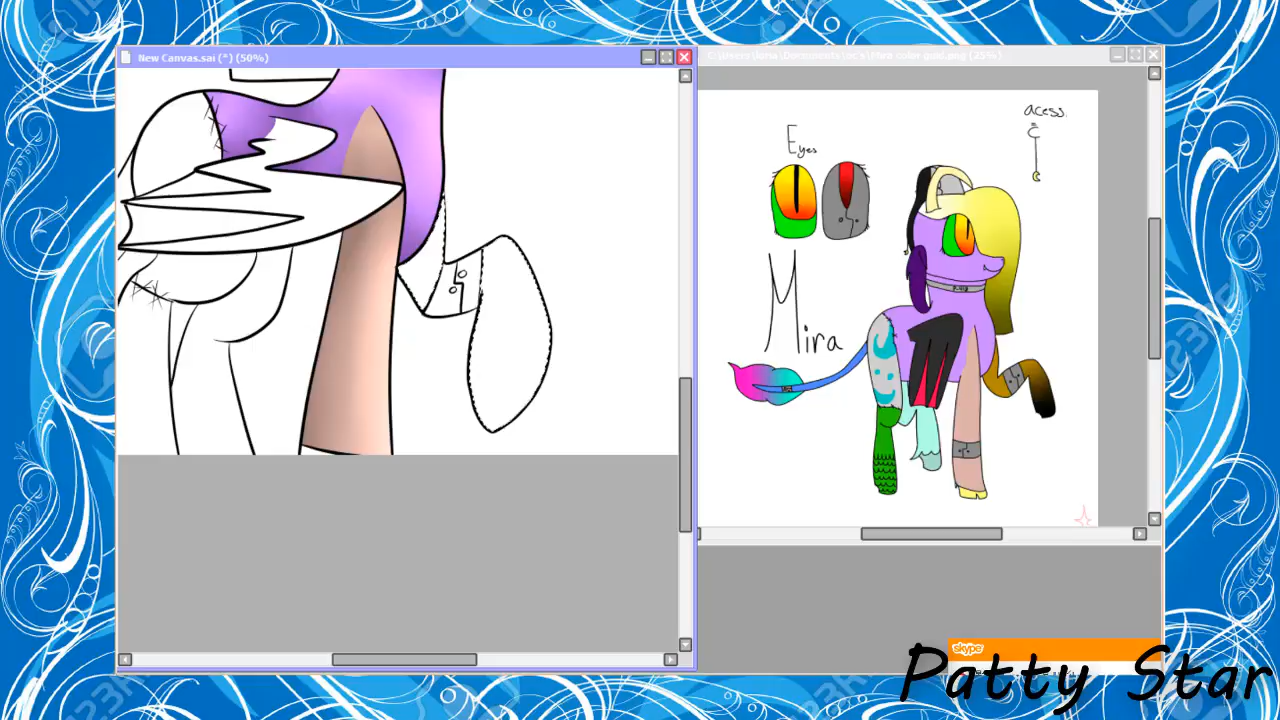 New Canvas.sai (*) (50%)
acess.
Eyes
Mira
skype
Patty Star